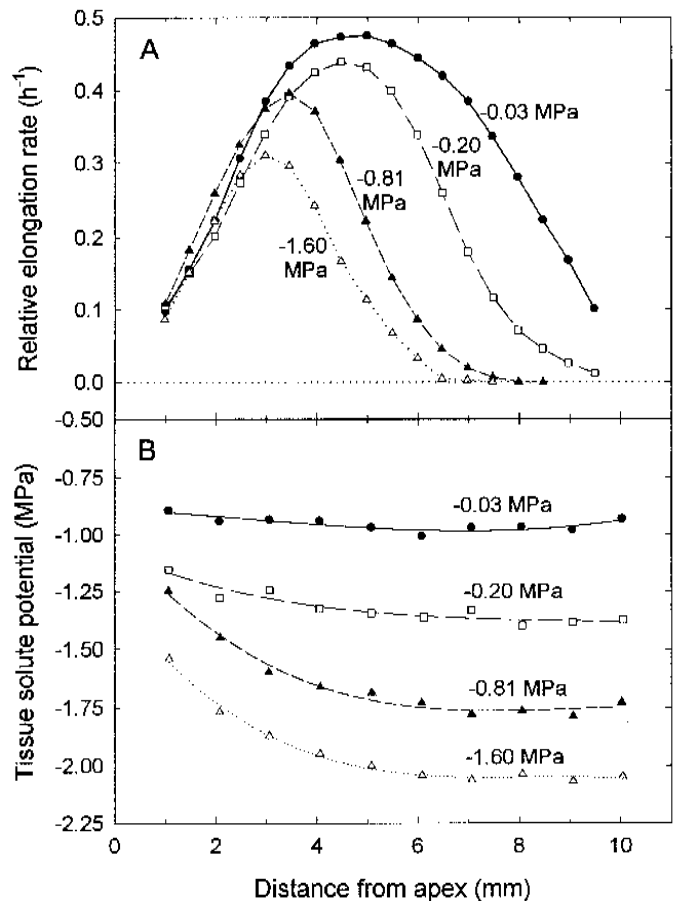 A
0.5
0.4
0.3
0.2
0.1
0.0
-0.50
Relative elongation rate (h⁻¹)
-0.03 MPa
-0.20
MPa
-0.81
MPa
-1.60
MPa
B
-0.75
-1.00
-1.25
-1.50
-1.75
-2.00
-2.25
Tissue solute potential (MPa)
-0.03 MPa
-0.20 MPa
-0.81 MPa
-1.60 MPa
0 2 4 6 8 10
Distance from apex (mm)